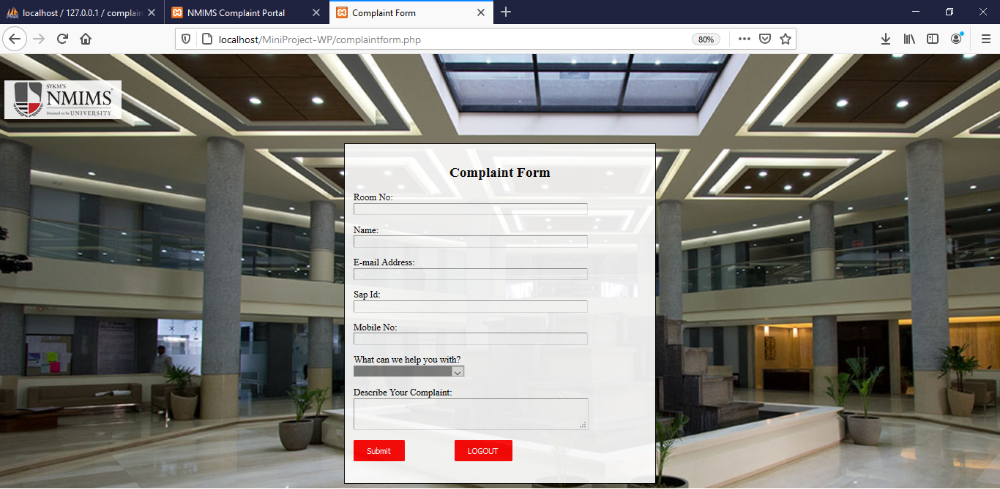 localhost / 127.0.0.1 / complain
NMIMS Complaint Portal
Complaint Form
localhost/MiniProject-WP/complaintform.php
80%
SVKM'S
NMIMS
Deemed to be UNIVERSITY
Complaint Form
Room No:
Name:
E-mail Address:
Sap Id:
Mobile No:
What can we help you with?
Describe Your Complaint:
Submit
LOGOUT